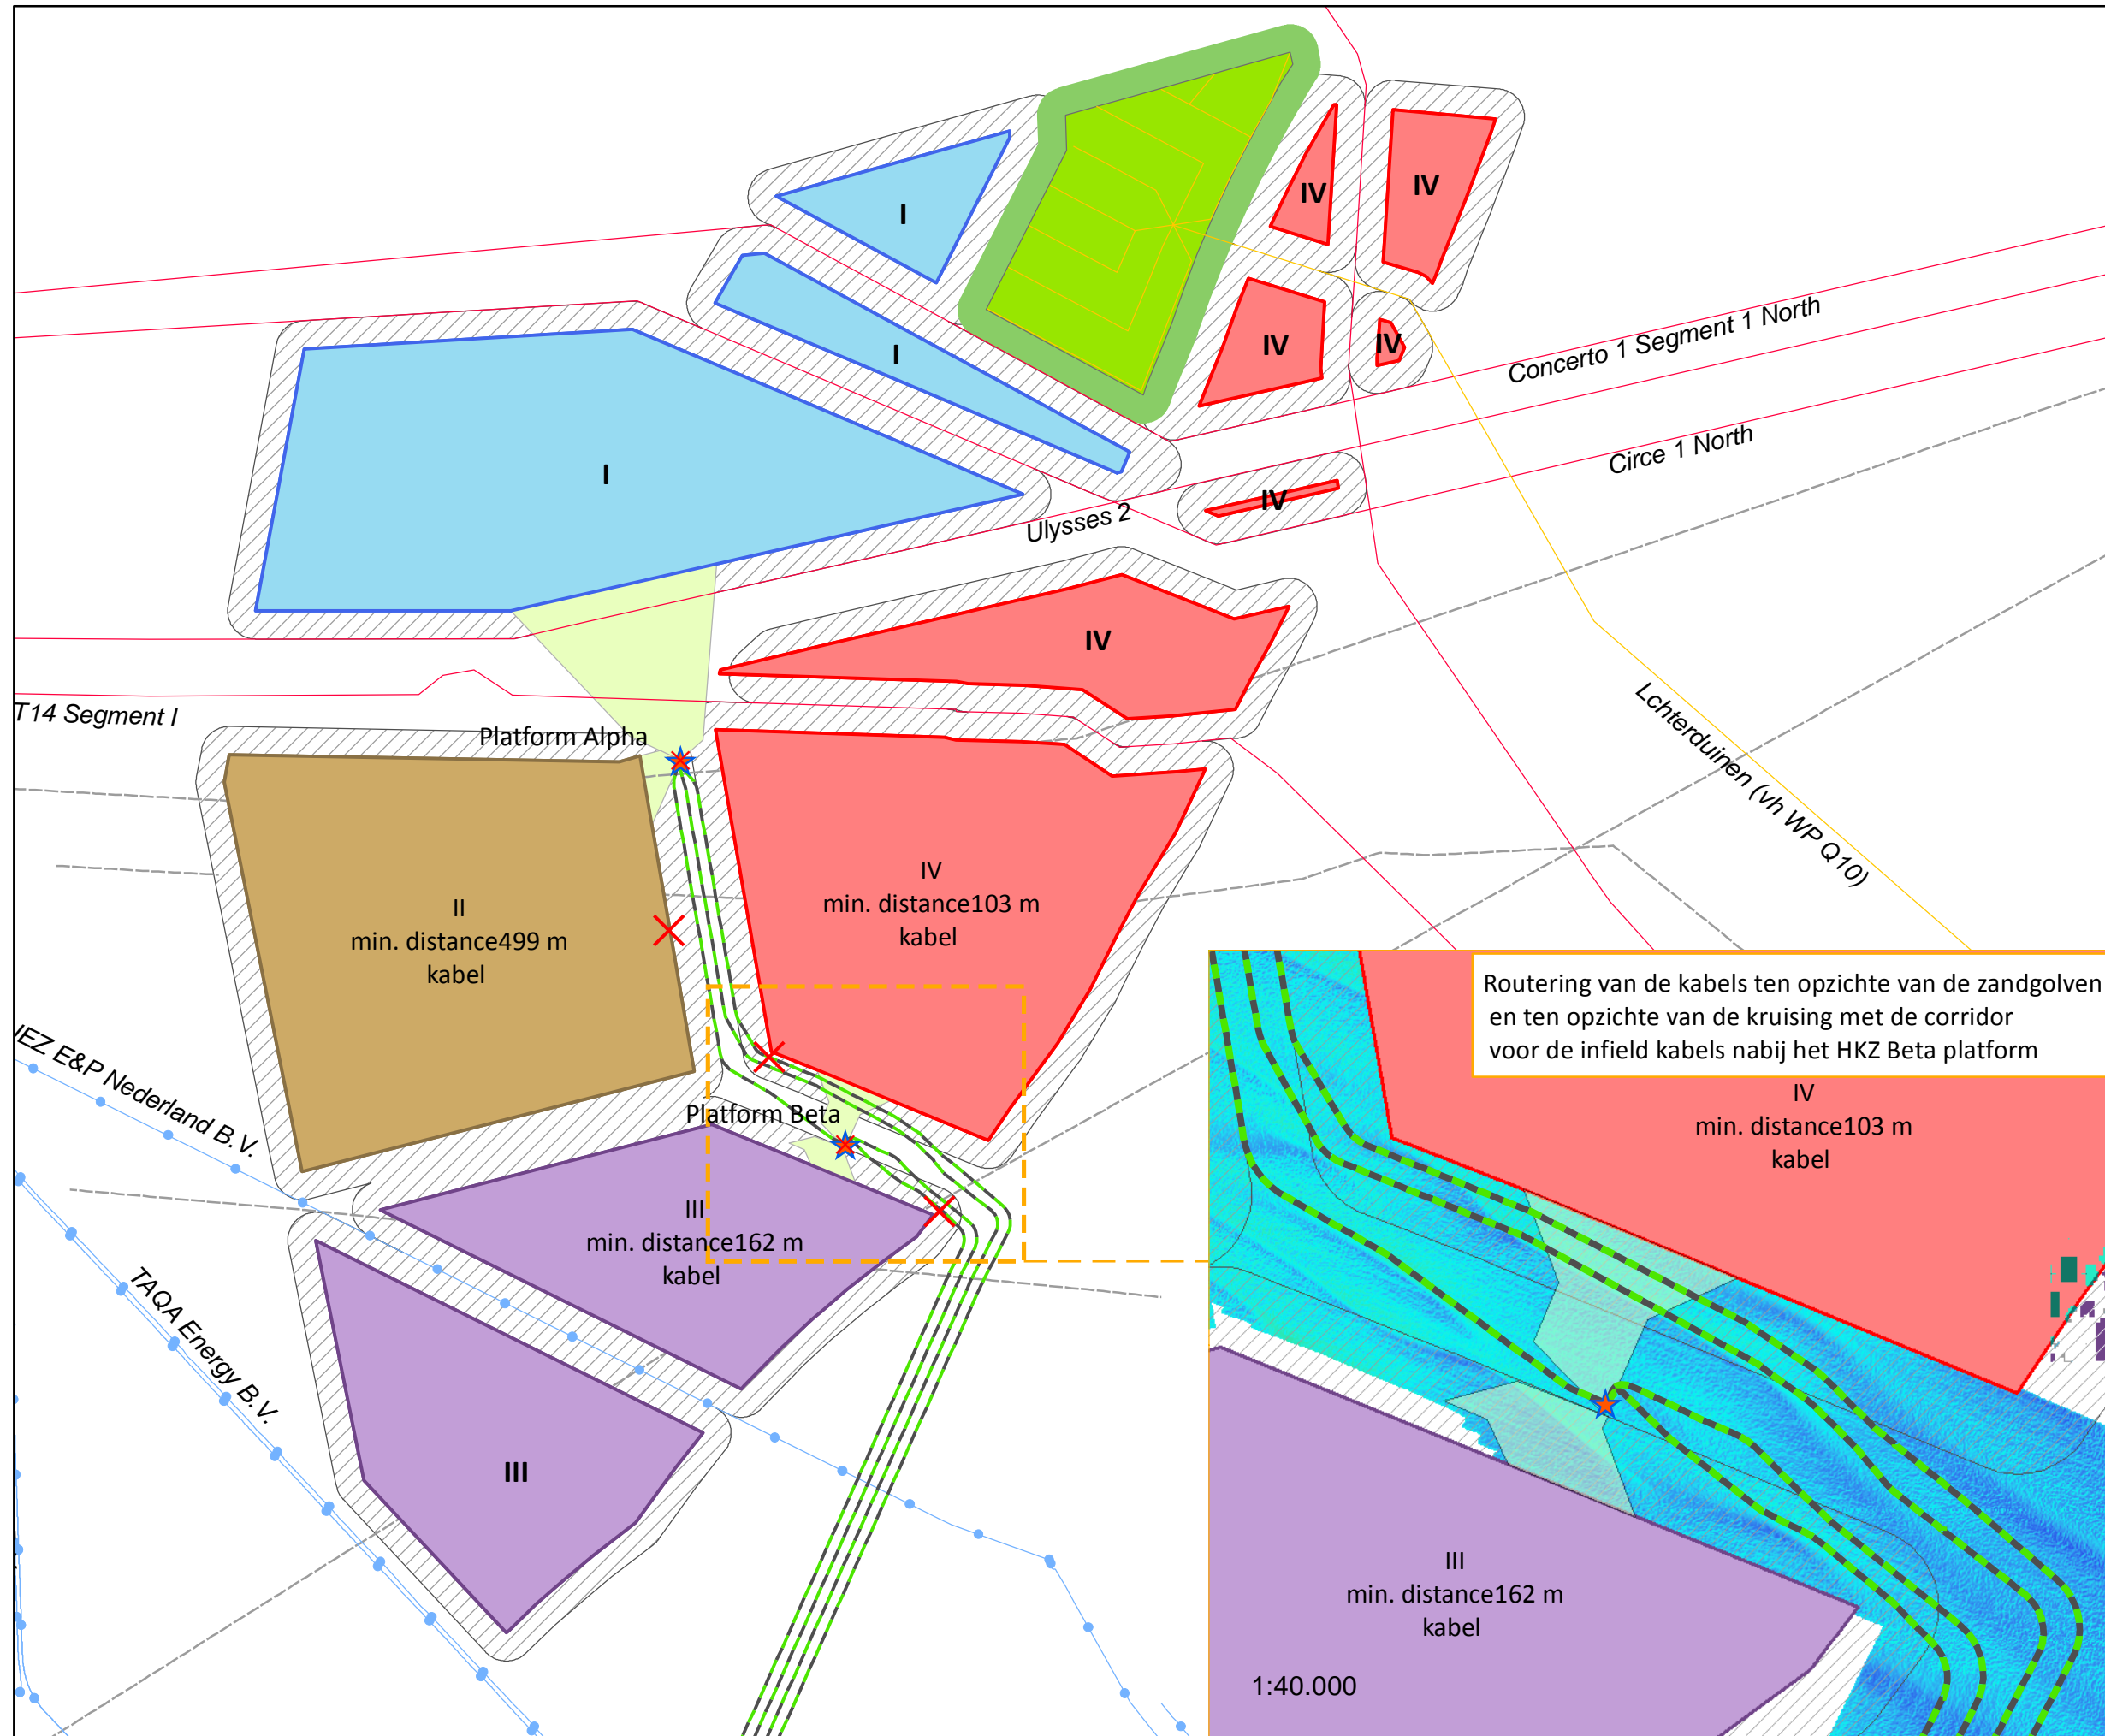 I
IV
IV
I
IV
IV
Concerto 1 Segment 1 North
Circe 1 North
I
IV
Ulysses 2
IV
T14 Segment I
Platform Alpha
Lchterduinen (vh WP Q10)
IV
min. distance103 m
kabel
II
min. distance499 m
kabel
Routering van de kabels ten opzichte van de zandgolven
en ten opzichte van de kruising met de corridor
voor de infield kabels nabij het HKZ Beta platform
EZ E&P Nederland B.V.
Platform Beta
IV
min. distance103 m
kabel
III
min. distance162 m
kabel
TAQA Energy B.V.
III
III
min. distance162 m
kabel
1:40.000